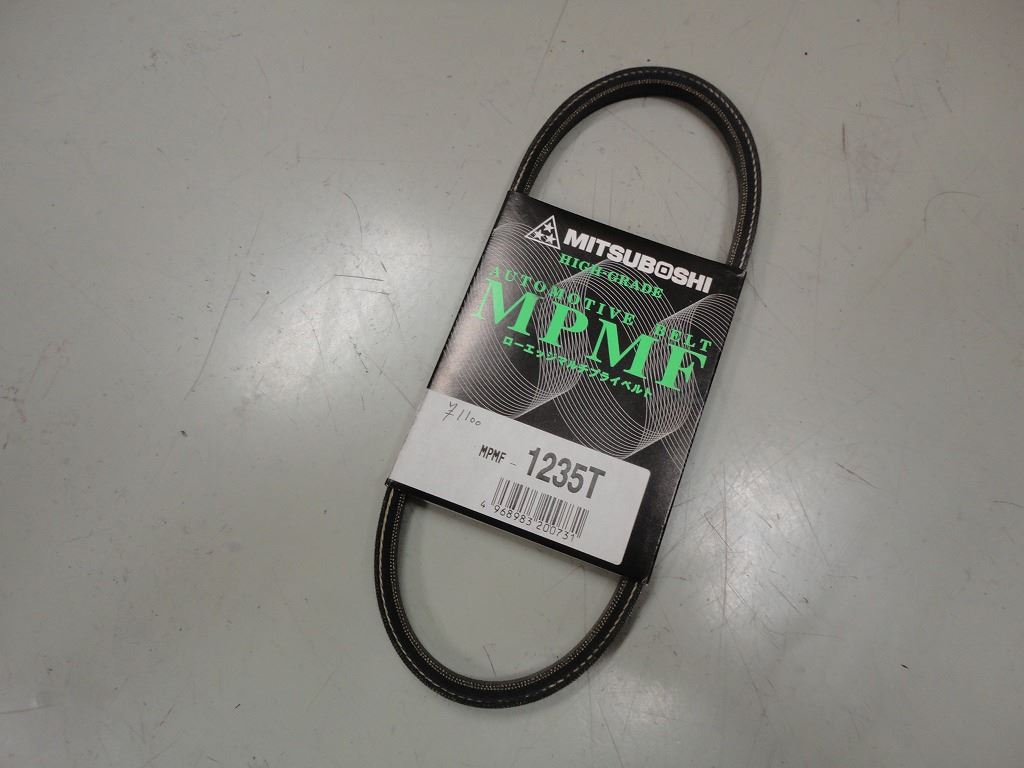 MITSUBOSHI
HIGH-GRADE
AUTOMOTIVE BELT
MPMF
ローエッジマルチプライベルト
¥1100
MPMF - 1235T
4 968983 200731